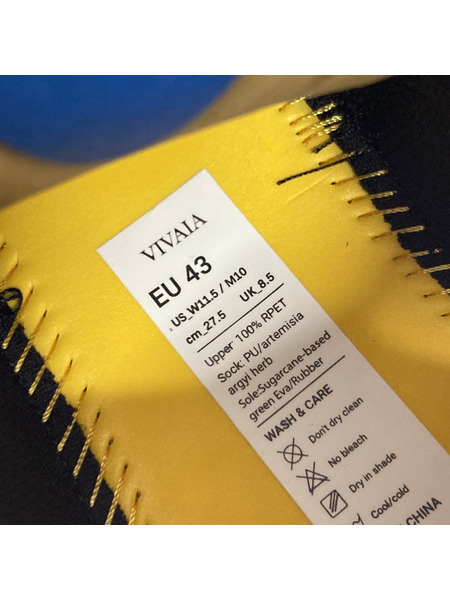 VIVAIA
EU 43
US_W11.5 / M10
cm_27.5 UK_8.5
Upper 100% RPET
Sock: PU/artemisia
argyi herb
Sole:Sugarcane-based
green Eva/Rubber
WASH & CARE
Don't dry clean
No bleach
Dry in shade
Cool/cold
CHINA